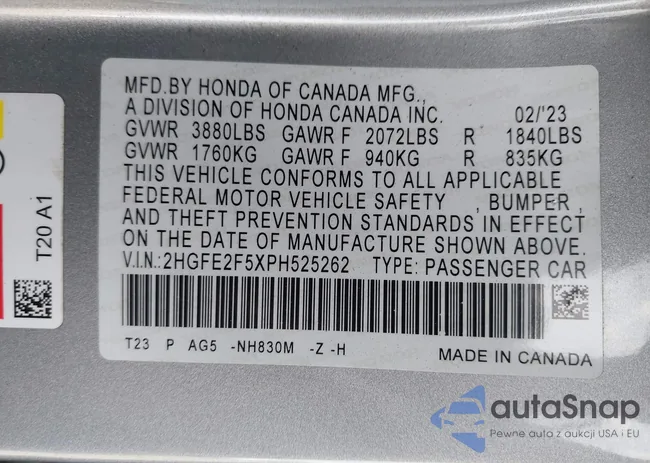 MFD.BY HONDA OF CANADA MFG.,
A DIVISION OF HONDA CANADA INC. 02/'23
GVWR 3880LBS GAWR F 2072LBS R 1840LBS
GVWR 1760KG GAWR F 940KG R 835KG
THIS VEHICLE CONFORMS TO ALL APPLICABLE
FEDERAL MOTOR VEHICLE SAFETY , BUMPER ,
AND THEFT PREVENTION STANDARDS IN EFFECT
ON THE DATE OF MANUFACTURE SHOWN ABOVE.
V.I.N.:2HGFE2F5XPH525262 TYPE: PASSENGER CAR
T23 P AG5 -NH830M -Z -H
MADE IN CANADA
T20 A1
autaSnap
Pewne auta z aukcji USA i EU